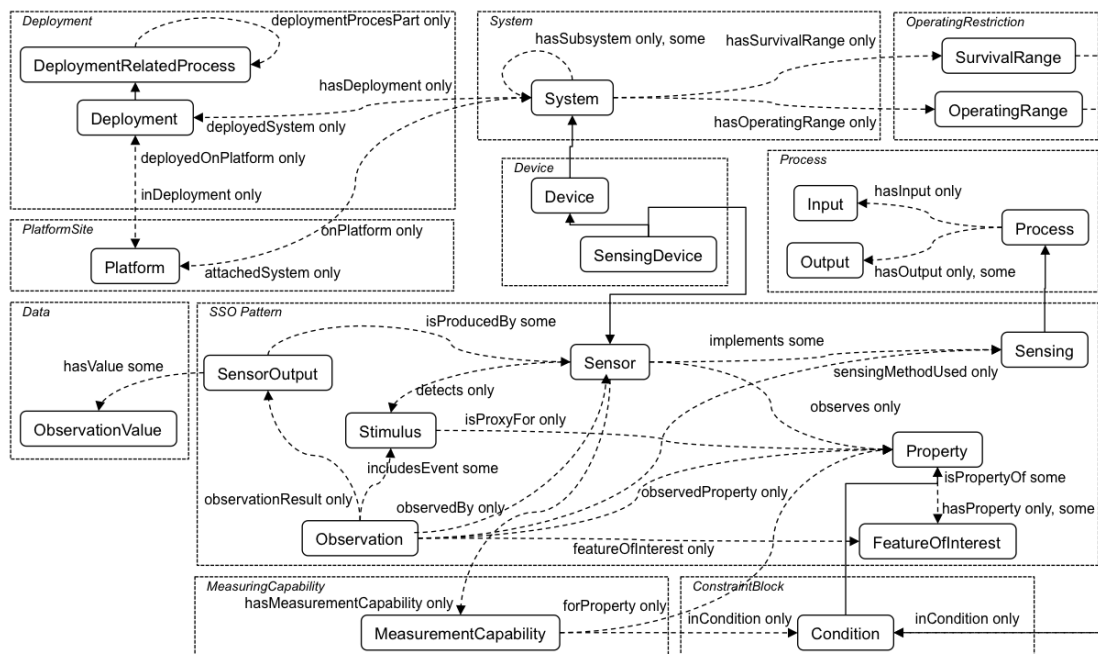 Deployment
deploymentProcesPart only
DeploymentRelatedProcess
Deployment
hasDeployment only
deployedSystem only
deployedOnPlatform only
inDeployment only
System
hasSubsystem only, some
System
hasSurvivalRange only
hasOperatingRange only
OperatingRestriction
SurvivalRange
OperatingRange
PlatformSite
Platform
onPlatform only
attachedSystem only
Device
Device
SensingDevice
Process
hasInput only
Input
Process
Output
hasOutput only, some
Data
hasValue some
ObservationValue
SSO Pattern
isProducedBy some
SensorOutput
Sensor
implements some
Sensing
sensingMethodUsed only
detects only
Stimulus
isProxyFor only
observes only
Property
includesEvent some
isPropertyOf some
observationResult only
observedBy only
observedProperty only
hasProperty only, some
Observation
featureOfInterest only
FeatureOfInterest
MeasuringCapability
hasMeasurementCapability only
forProperty only
MeasurementCapability
ConstraintBlock
inCondition only
Condition
inCondition only